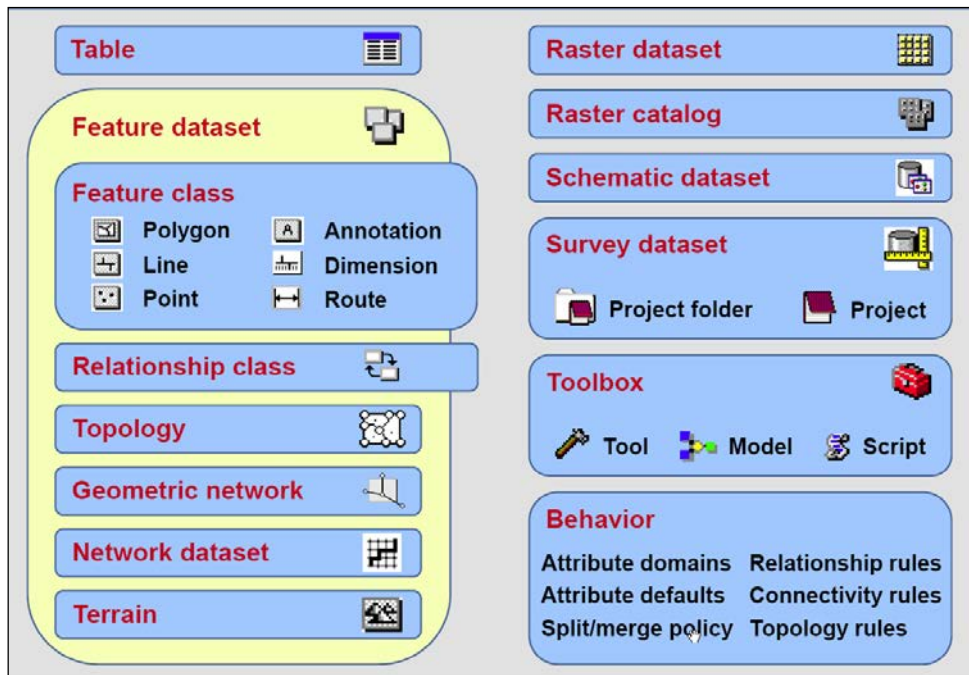 Table
Feature dataset
Feature class
Polygon Annotation
Line Dimension
Point Route
Relationship class
Topology
Geometric network
Network dataset
Terrain
Raster dataset
Raster catalog
Schematic dataset
Survey dataset
Project folder Project
Toolbox
Tool Model Script
Behavior
Attribute domains Relationship rules
Attribute defaults Connectivity rules
Split/merge policy Topology rules